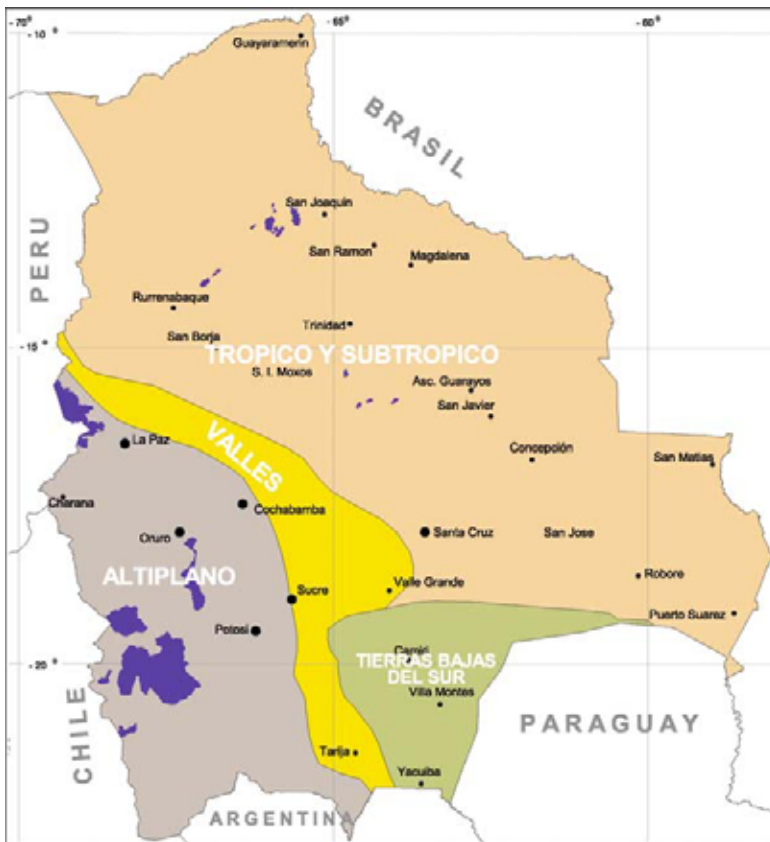 -70°
-65
-60
-10°
Guayaramerin
BRASIL
San Joaquin
San Ramon
Magdalena
PERU
Rurrenabaque
Trinidad
San Borja
-15
TROPICO Y SUBTROPICO
S. I. Moxos
Asc. Guarayos
San Javier
VALLES
La Paz
Concepción
San Matias
Charana
Cochabamba
Oruro
Santa Cruz
San Jose
ALTIPLANO
Valle Grande
Robore
Sucre
Puerto Suarez
Potosi
-25
Camiri
TIERRAS BAJAS
DEL SUR
Villa Montes
CHILE
PARAGUAY
Tarija
Yacuiba
ARGENTINA